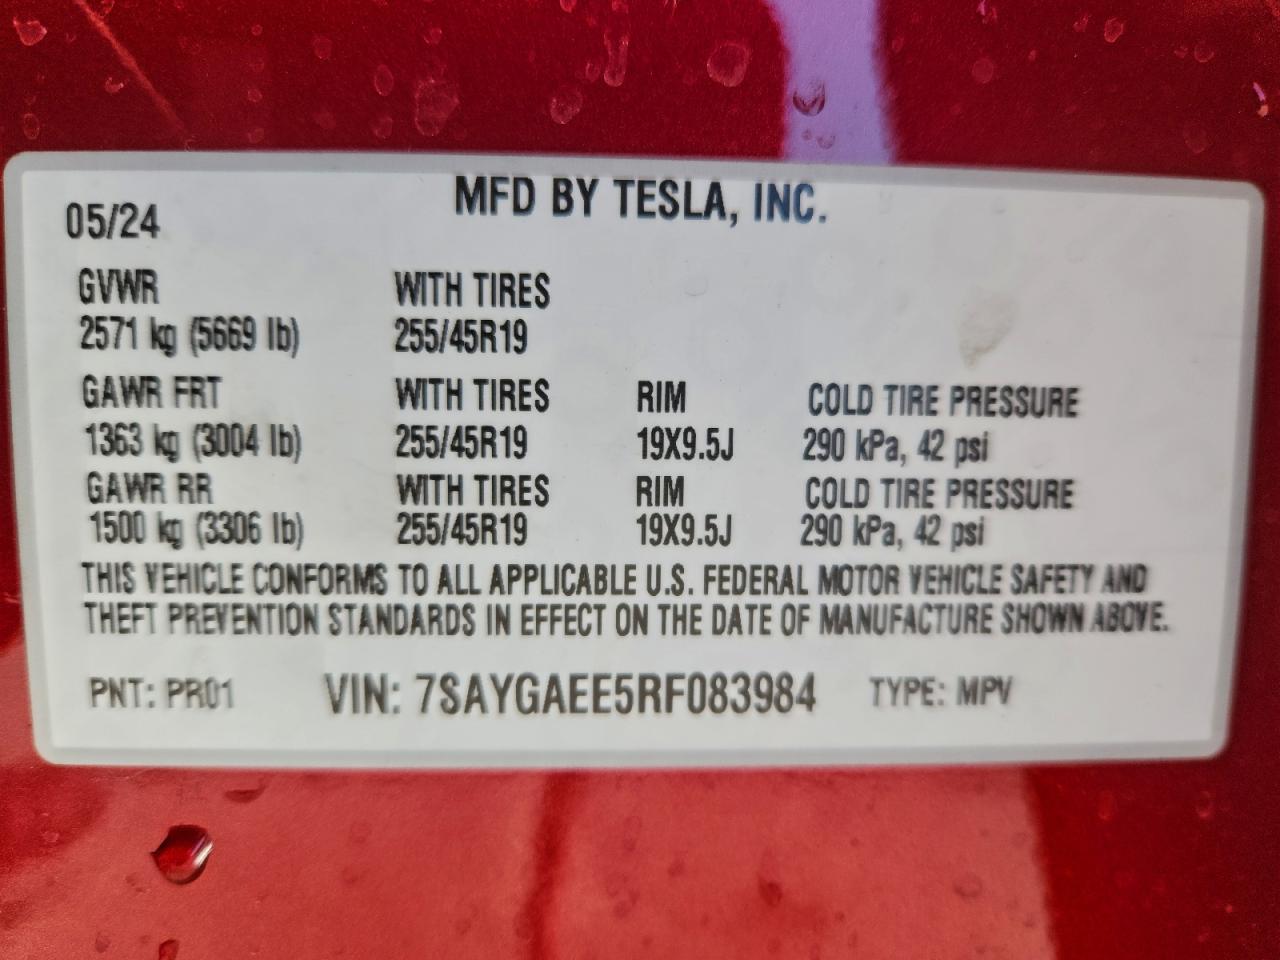 MFD BY TESLA, INC.
05/24
GVWR WITH TIRES
2571 kg (5669 lb) 255/45R19
GAWR FRT WITH TIRES RIM COLD TIRE PRESSURE
1363 kg (3004 lb) 255/45R19 19X9.5J 290 kPa, 42 psi
GAWR RR WITH TIRES RIM COLD TIRE PRESSURE
1500 kg (3306 lb) 255/45R19 19X9.5J 290 kPa, 42 psi
THIS VEHICLE CONFORMS TO ALL APPLICABLE U.S. FEDERAL MOTOR VEHICLE SAFETY AND
THEFT PREVENTION STANDARDS IN EFFECT ON THE DATE OF MANUFACTURE SHOWN ABOVE.
PNT: PR01 VIN: 7SAYGAEE5RF083984 TYPE: MPV